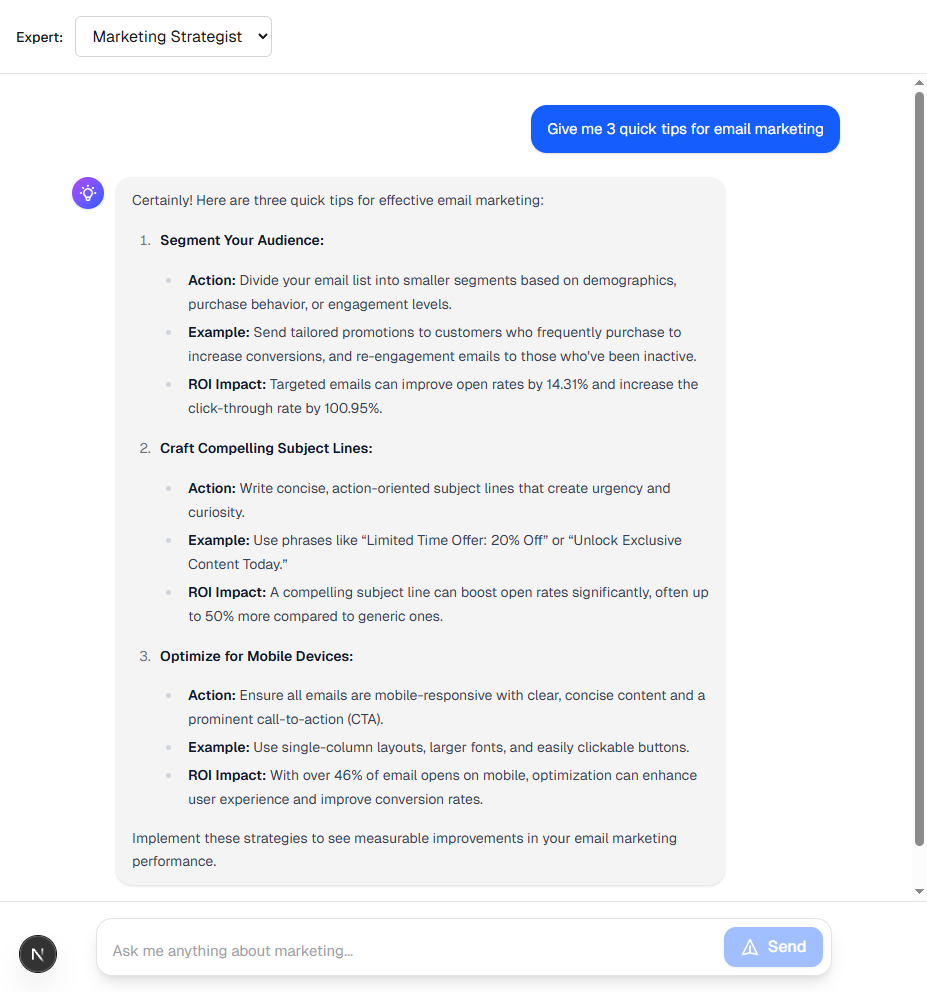 Expert: Marketing Strategist
Give me 3 quick tips for email marketing
Certainly! Here are three quick tips for effective email marketing:
1. Segment Your Audience:
Action: Divide your email list into smaller segments based on demographics,
purchase behavior, or engagement levels.
Example: Send tailored promotions to customers who frequently purchase to
increase conversions, and re-engagement emails to those who've been inactive.
ROI Impact: Targeted emails can improve open rates by 14.31% and increase the
click-through rate by 100.95%.
2. Craft Compelling Subject Lines:
Action: Write concise, action-oriented subject lines that create urgency and
curiosity.
Example: Use phrases like “Limited Time Offer: 20% Off” or “Unlock Exclusive
Content Today.”
ROI Impact: A compelling subject line can boost open rates significantly, often up
to 50% more compared to generic ones.
3. Optimize for Mobile Devices:
Action: Ensure all emails are mobile-responsive with clear, concise content and a
prominent call-to-action (CTA).
Example: Use single-column layouts, larger fonts, and easily clickable buttons.
ROI Impact: With over 46% of email opens on mobile, optimization can enhance
user experience and improve conversion rates.
Implement these strategies to see measurable improvements in your email marketing
performance.
N
Ask me anything about marketing...
Send